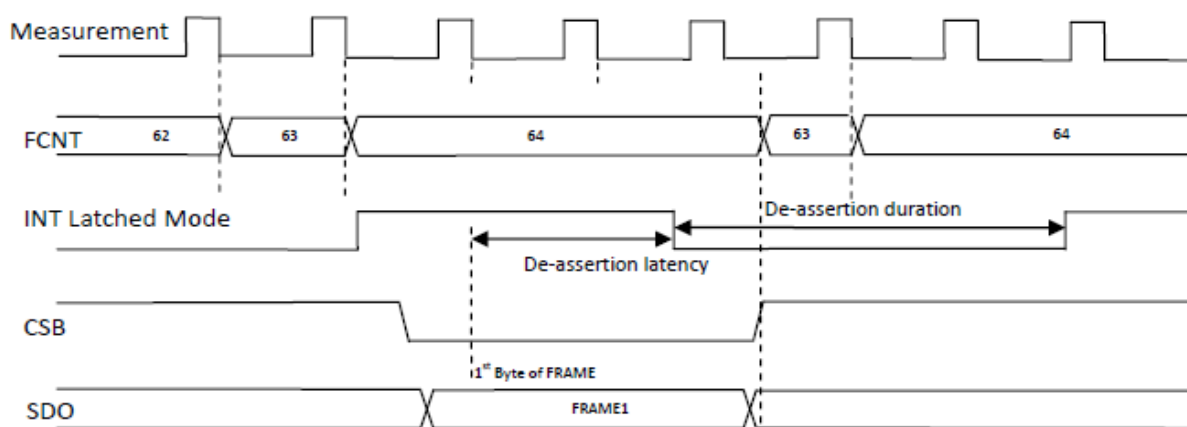 Measurement
FCNT
62
63
64
63
64
INT Latched Mode
De-assertion duration
De-assertion latency
CSB
1st Byte of FRAME
SDO
FRAME1